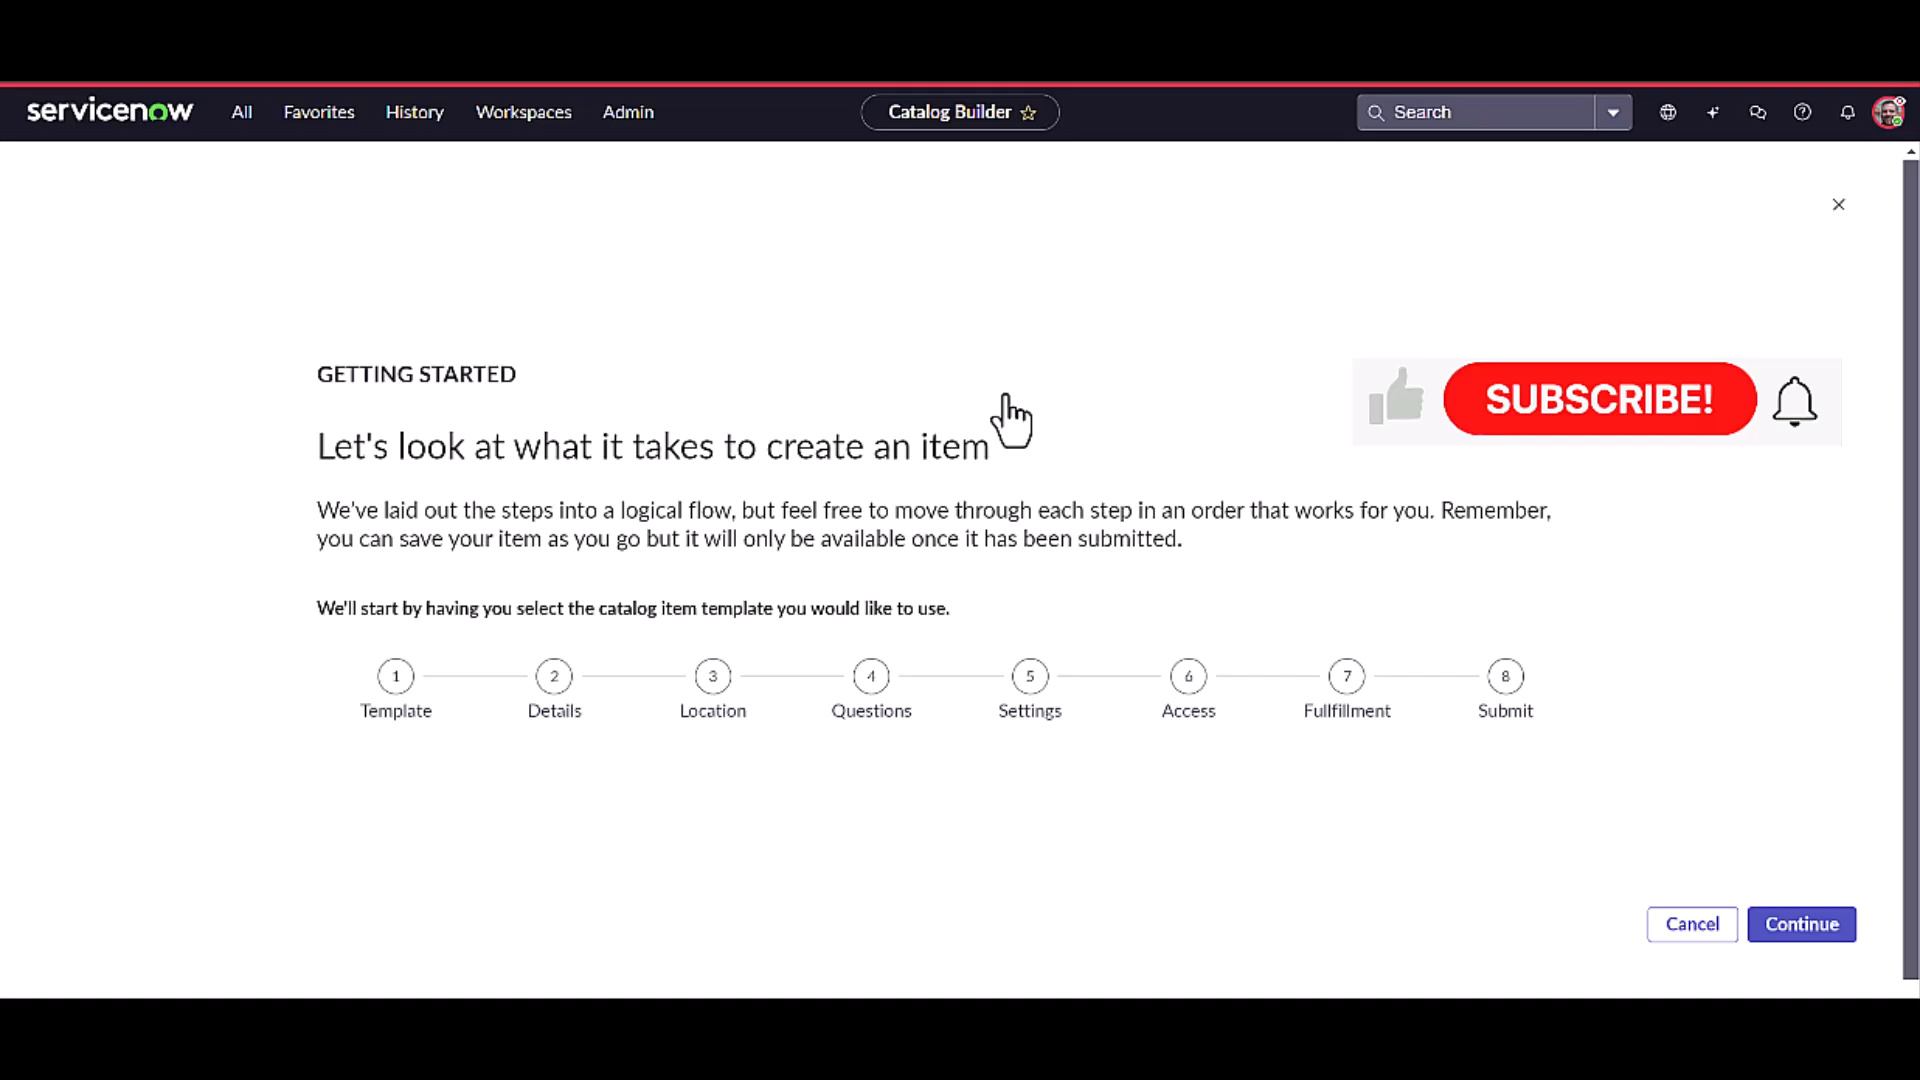 servicenow All Favorites History Workspaces Admin Catalog Builder Search
GETTING STARTED
SUBSCRIBE!
Let's look at what it takes to create an item
We've laid out the steps into a logical flow, but feel free to move through each step in an order that works for you. Remember,
you can save your item as you go but it will only be available once it has been submitted.
We'll start by having you select the catalog item template you would like to use.
1 2 3 4 5 6 7 8
Template Details Location Questions Settings Access Fullfillment Submit
Cancel Continue